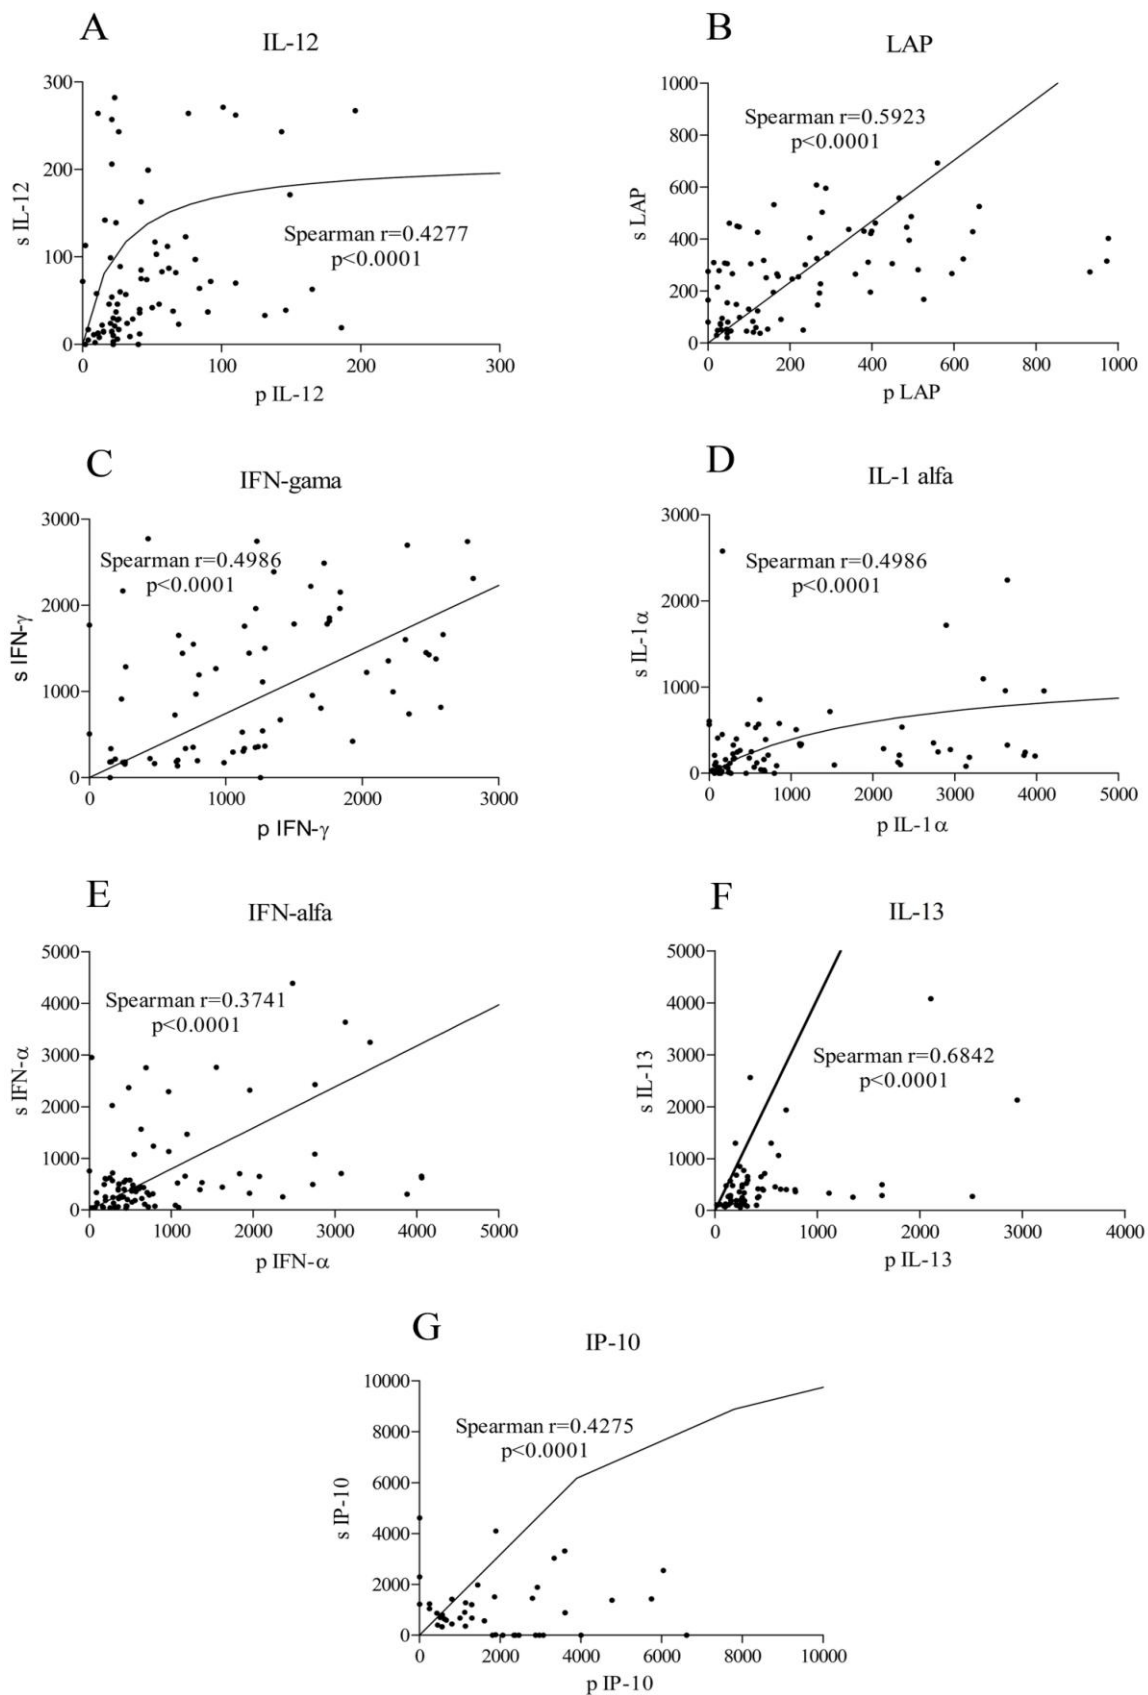 A
IL-12
300
200
100
0
s IL-12
Spearman r=0.4277
p<0.0001
0
100
200
300
p IL-12
B
LAP
1000
800
600
400
200
0
s LAP
Spearman r=0.5923
p<0.0001
0
200
400
600
800
1000
p LAP
C
IFN-gama
3000
2000
1000
0
s IFN-γ
Spearman r=0.4986
p<0.0001
0
1000
2000
3000
p IFN-γ
D
IL-1 alfa
3000
2000
1000
0
s IL-1α
Spearman r=0.4986
p<0.0001
0
1000
2000
3000
4000
5000
p IL-1α
E
IFN-alfa
5000
4000
3000
2000
1000
0
s IFN-α
Spearman r=0.3741
p<0.0001
0
1000
2000
3000
4000
5000
p IFN-α
F
IL-13
5000
4000
3000
2000
1000
0
s IL-13
Spearman r=0.6842
p<0.0001
0
1000
2000
3000
4000
p IL-13
G
IP-10
10000
8000
6000
4000
2000
0
s IP-10
Spearman r=0.4275
p<0.0001
0
2000
4000
6000
8000
10000
p IP-10